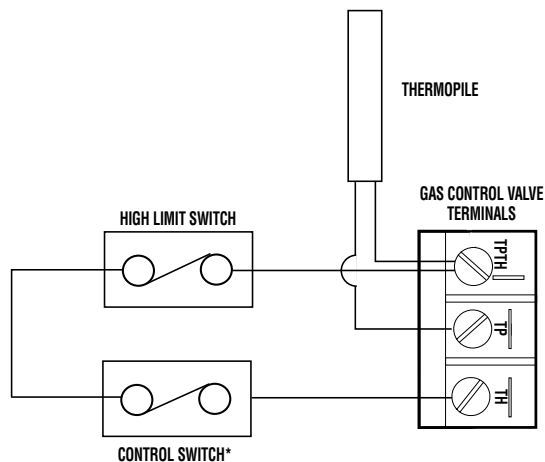 THERMOPILE
GAS CONTROL VALVE
TERMINALS
HIGH LIMIT SWITCH
TPTH
TP
TH
CONTROL SWITCH*